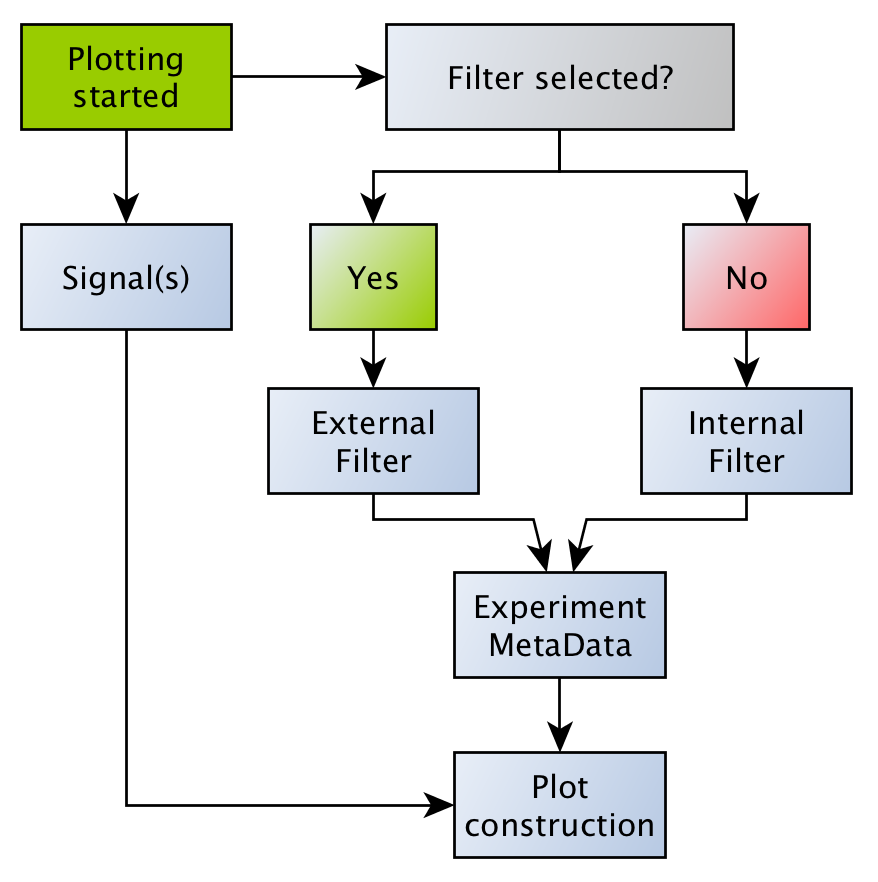 Plotting
started
Filter selected?
Signal(s)
Yes
No
External
Filter
Internal
Filter
Experiment
MetaData
Plot
construction